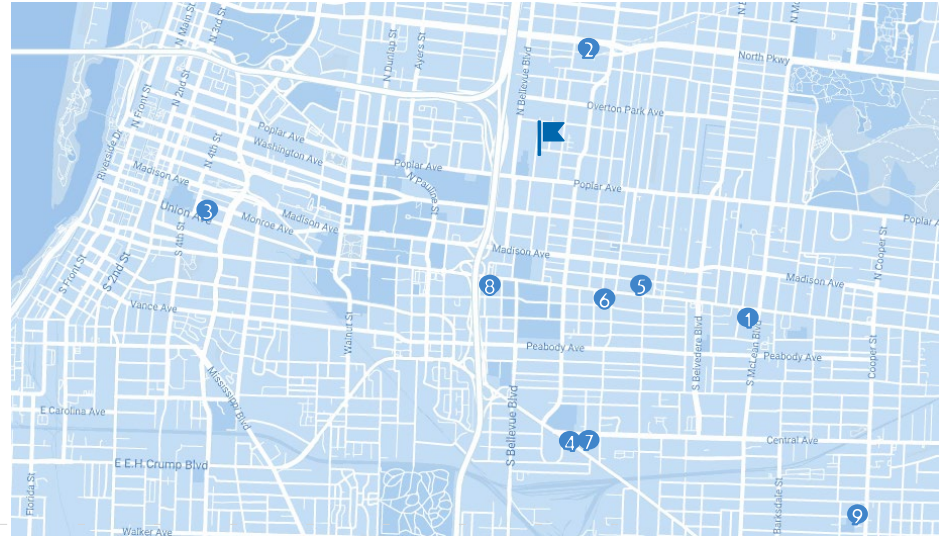 N Main St
N 3rd St
N Dunlap St
Ayers St
N Bellevue Blvd
2
North Pkwy
N Front St
N 2nd St
Overton Park Ave
Riverside Dr
N 4th St
Poplar Ave
Washington Ave
Poplar Ave
N Pauline St
Poplar Ave
Madison Ave
Union Ave
3
Monroe Ave
Madison Ave
Poplar A
S 4th St
Madison Ave
N Cooper St
S Front St
S 2nd St
8
5
Madison Ave
6
Vance Ave
Walnut St
1
Peabody Ave
S Belvedere Blvd
S McLean Blvd
Peabody Ave
Cooper St
Mississippi Blvd
E Carolina Ave
S Bellevue Blvd
4
7
Central Ave
E E.H. Crump Blvd
Florida St
Barksdale St
9
Walker Ave